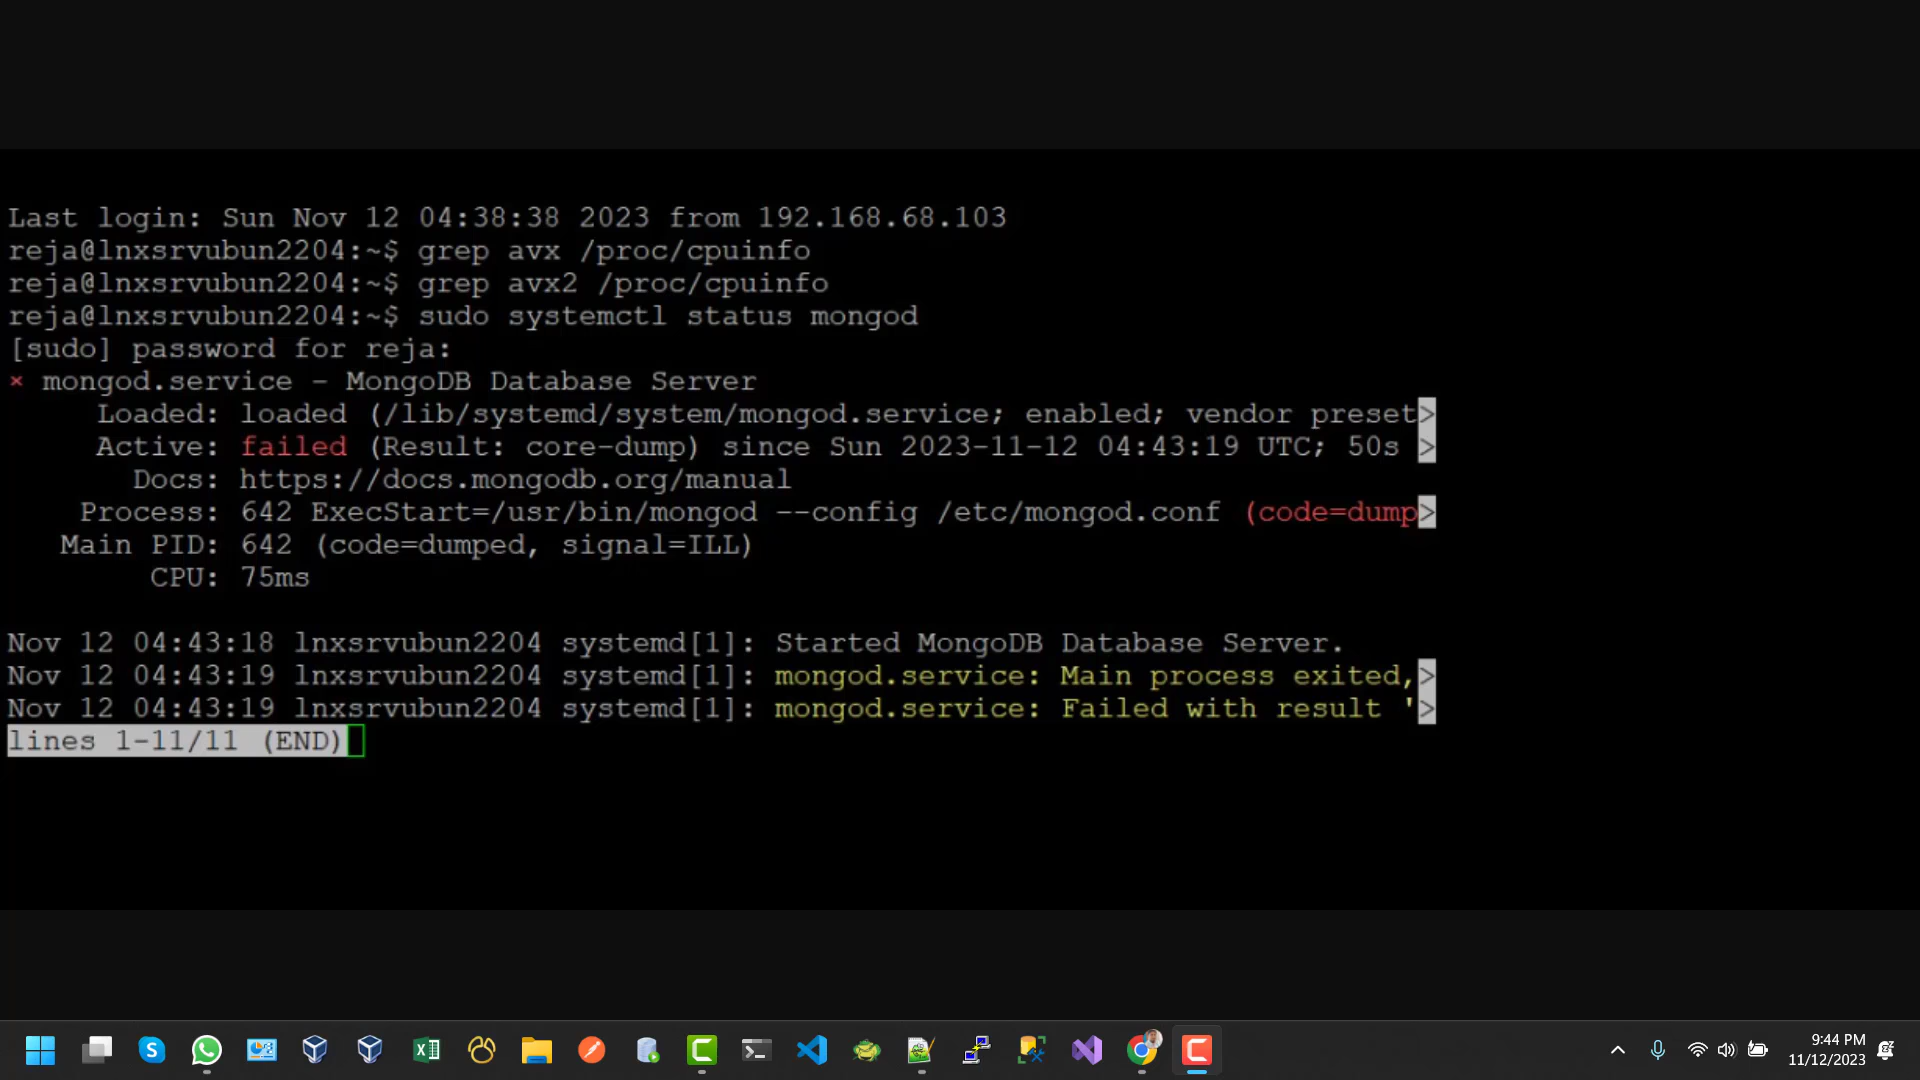 Last login: Sun Nov 12 04:38:38 2023 from 192.168.68.103
reja@lnxsrvubun2204:~$ grep avx /proc/cpuinfo
reja@lnxsrvubun2204:~$ grep avx2 /proc/cpuinfo
reja@lnxsrvubun2204:~$ sudo systemctl status mongod
[sudo] password for reja:
× mongod.service - MongoDB Database Server
Loaded: loaded (/lib/systemd/system/mongod.service; enabled; vendor preset>
Active: failed (Result: core-dump) since Sun 2023-11-12 04:43:19 UTC; 50s >
Docs: https://docs.mongodb.org/manual
Process: 642 ExecStart=/usr/bin/mongod --config /etc/mongod.conf (code=dump>
Main PID: 642 (code=dumped, signal=ILL)
CPU: 75ms
Nov 12 04:43:18 lnxsrvubun2204 systemd[1]: Started MongoDB Database Server.
Nov 12 04:43:19 lnxsrvubun2204 systemd[1]: mongod.service: Main process exited,>
Nov 12 04:43:19 lnxsrvubun2204 systemd[1]: mongod.service: Failed with result '>
lines 1-11/11 (END)
9:44 PM
11/12/2023